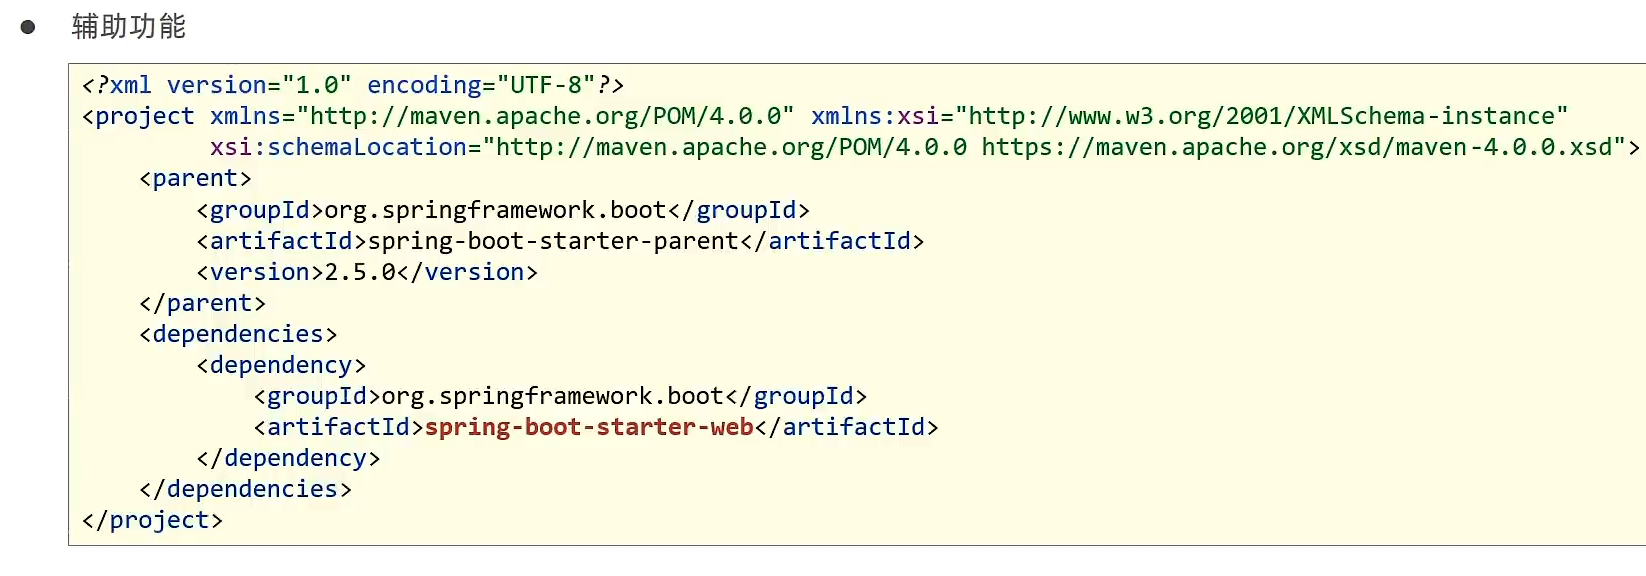 ● 辅助功能
<?xml version="1.0" encoding="UTF-8"?>
<project xmlns="http://maven.apache.org/POM/4.0.0" xmlns:xsi="http://www.w3.org/2001/XMLSchema-instance"
         xsi:schemaLocation="http://maven.apache.org/POM/4.0.0 https://maven.apache.org/xsd/maven-4.0.0.xsd">
    <parent>
        <groupId>org.springframework.boot</groupId>
        <artifactId>spring-boot-starter-parent</artifactId>
        <version>2.5.0</version>
    </parent>
    <dependencies>
        <dependency>
            <groupId>org.springframework.boot</groupId>
            <artifactId>spring-boot-starter-web</artifactId>
        </dependency>
    </dependencies>
</project>